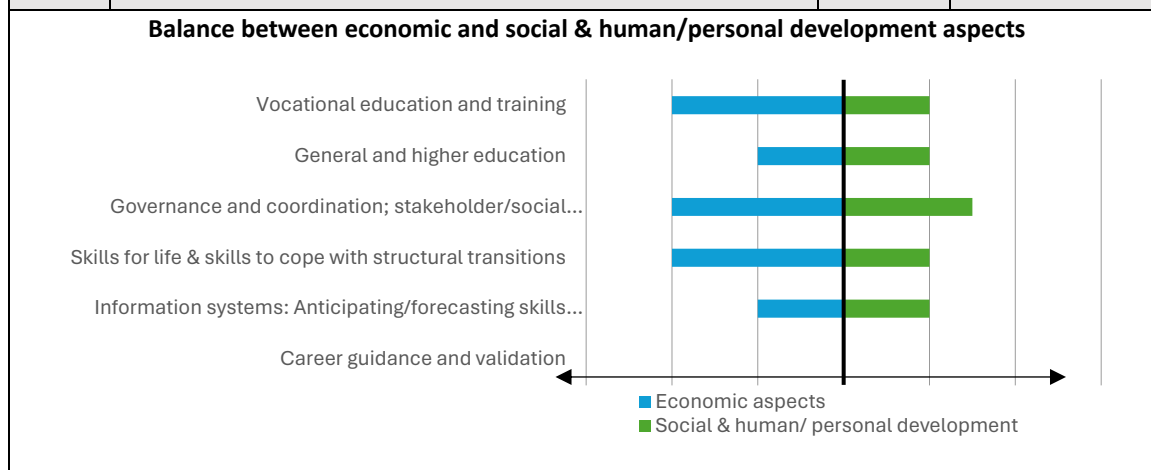 Balance between economic and social & human/personal development aspects
Vocational education and training
General and higher education
Governance and coordination; stakeholder/social...
Skills for life & skills to cope with structural transitions
Information systems: Anticipating/forecasting skills...
Career guidance and validation
Economic aspects
Social & human/ personal development